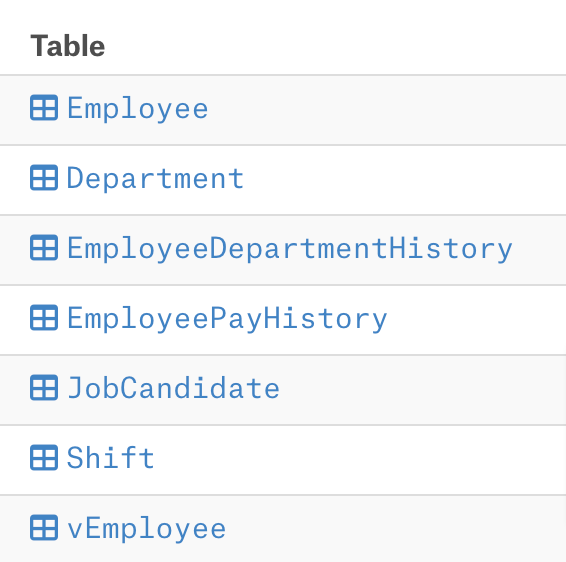 Table
Employee
Department
EmployeeDepartmentHistory
EmployeePayHistory
JobCandidate
Shift
vEmployee